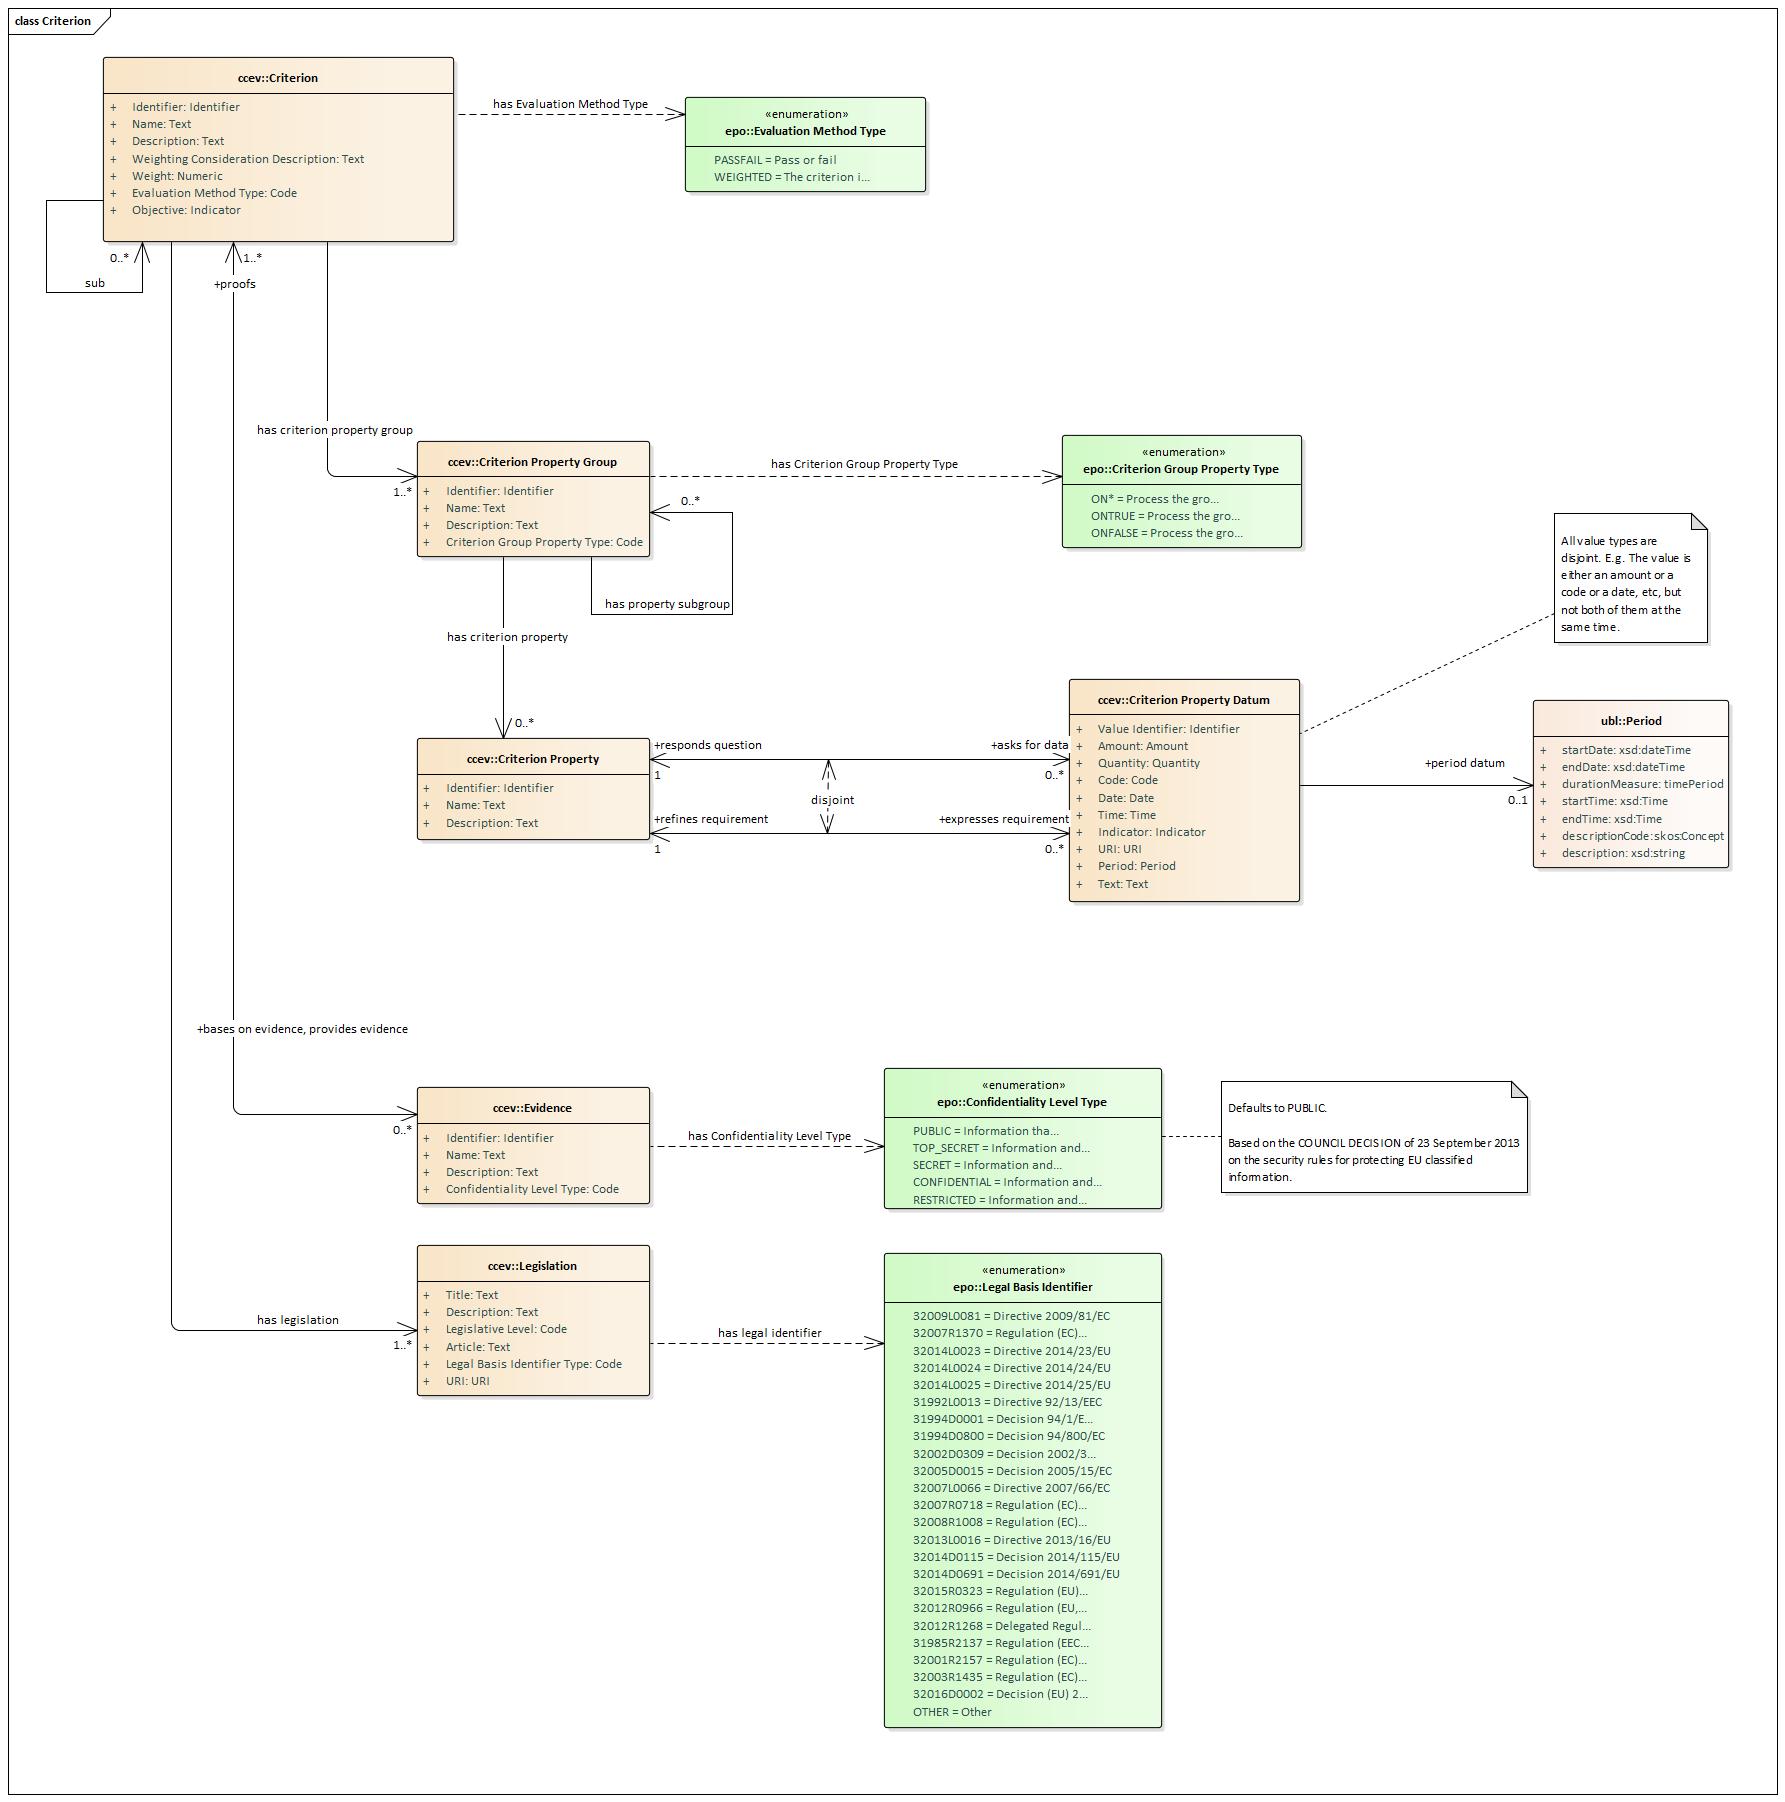 class Criterion
ccev::Criterion
+ Identifier: Identifier
+ Name: Text
+ Description: Text
+ Weighting Consideration Description: Text
+ Weight: Numeric
+ Evaluation Method Type: Code
+ Objective: Indicator
has Evaluation Method Type
«enumeration»
epo::Evaluation Method Type
PASSFAIL = Pass or fail
WEIGHTED = The criterion i...
0..*
sub
1..*
+proofs
has criterion property group
1..*
ccev::Criterion Property Group
+ Identifier: Identifier
+ Name: Text
+ Description: Text
+ Criterion Group Property Type: Code
has Criterion Group Property Type
0..*
has property subgroup
«enumeration»
epo::Criterion Group Property Type
ON* = Process the gro...
ONTRUE = Process the gro...
ONFALSE = Process the gro...
All value types are
disjoint. E.g. The value is
either an amount or a
code or a date, etc, but
not both of them at the
same time.
has criterion property
0..*
ccev::Criterion Property
+ Identifier: Identifier
+ Name: Text
+ Description: Text
+responds question
1
+asks for data
0..*
disjoint
+refines requirement
1
+expresses requirement
0..*
ccev::Criterion Property Datum
+ Value Identifier: Identifier
+ Amount: Amount
+ Quantity: Quantity
+ Code: Code
+ Date: Date
+ Time: Time
+ Indicator: Indicator
+ URI: URI
+ Period: Period
+ Text: Text
+period datum
0..1
ubl::Period
+ startDate: xsd:dateTime
+ endDate: xsd:dateTime
+ durationMeasure: timePeriod
+ startTime: xsd:Time
+ endTime: xsd:Time
+ descriptionCode:skos:Concept
+ description: xsd:string
+bases on evidence, provides evidence
0..*
ccev::Evidence
+ Identifier: Identifier
+ Name: Text
+ Description: Text
+ Confidentiality Level Type: Code
has Confidentiality Level Type
«enumeration»
epo::Confidentiality Level Type
PUBLIC = Information tha...
TOP_SECRET = Information and...
SECRET = Information and...
CONFIDENTIAL = Information and...
RESTRICTED = Information and...
Defaults to PUBLIC.
Based on the COUNCIL DECISION of 23 September 2013
on the security rules for protecting EU classified
information.
has legislation
1..*
ccev::Legislation
+ Title: Text
+ Description: Text
+ Legislative Level: Code
+ Article: Text
+ Legal Basis Identifier Type: Code
+ URI: URI
has legal identifier
«enumeration»
epo::Legal Basis Identifier
32009L0081 = Directive 2009/81/EC
32007R1370 = Regulation (EC)...
32014L0023 = Directive 2014/23/EU
32014L0024 = Directive 2014/24/EU
32014L0025 = Directive 2014/25/EU
31992L0013 = Directive 92/13/EEC
31994D0001 = Decision 94/1/E...
31994D0800 = Decision 94/800/EC
32002D0309 = Decision 2002/3...
32005D0015 = Decision 2005/15/EC
32007L0066 = Directive 2007/66/EC
32007R0718 = Regulation (EC)...
32008R1008 = Regulation (EC)...
32013L0016 = Directive 2013/16/EU
32014D0115 = Decision 2014/115/EU
32014D0691 = Decision 2014/691/EU
32015R0323 = Regulation (EU)...
32012R0966 = Regulation (EU,...
32012R1268 = Delegated Regul...
31985R2137 = Regulation (EEC...
32001R2157 = Regulation (EC)...
32003R1435 = Regulation (EC)...
32016D0002 = Decision (EU) 2...
OTHER = Other